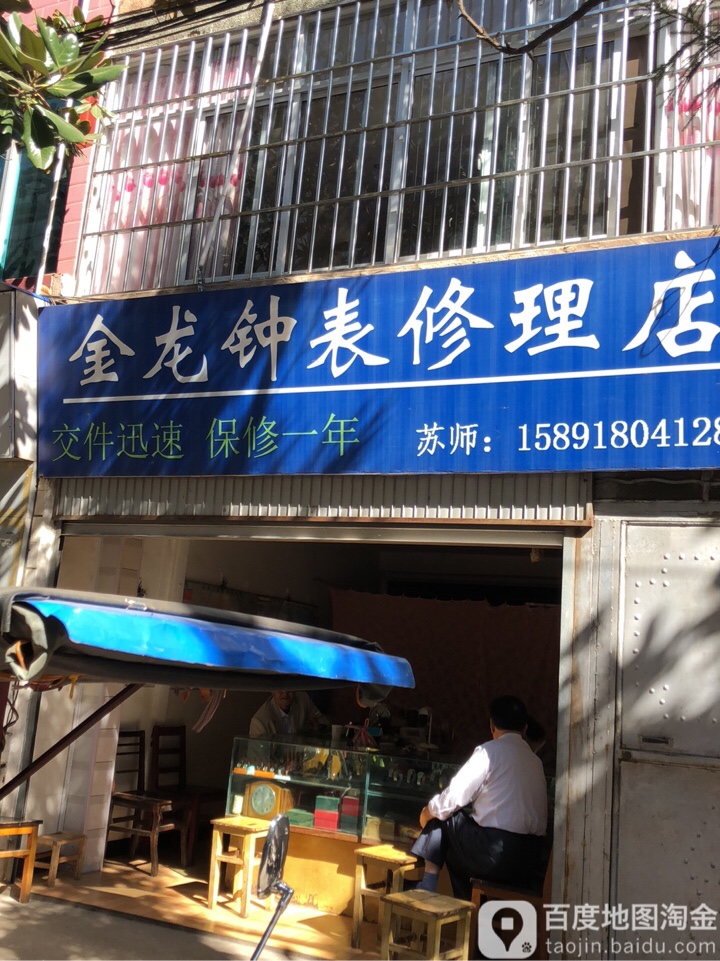 金龙钟表修理店
交件迅速 保修一年 苏师：15891804128
百度地图淘金
taojin.baidu.com